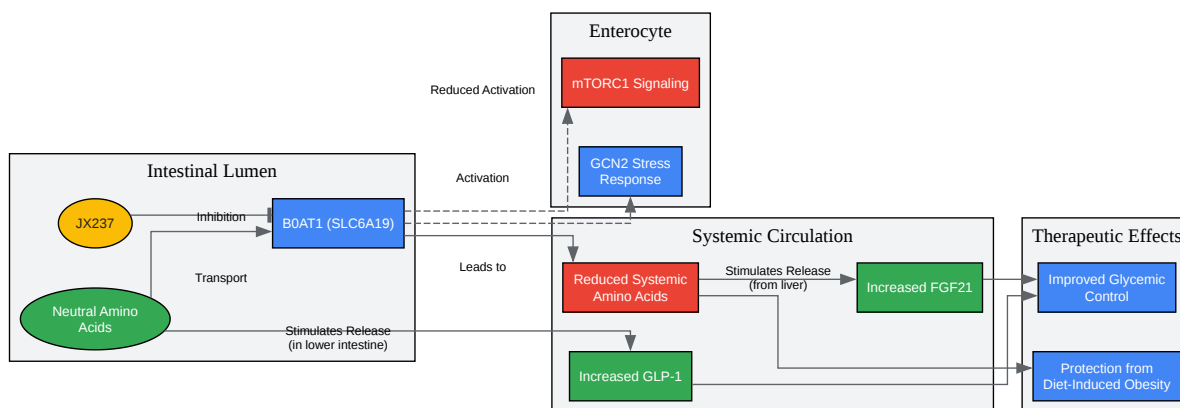 Enterocyte
mTORC1 Signaling
Reduced Activation
GCN2 Stress
Response
Activation
Intestinal Lumen
JX237
Inhibition
B0AT1 (SLC6A19)
Transport
Neutral Amino
Acids
Leads to
Stimulates Release
(in lower intestine)
Systemic Circulation
Reduced Systemic
Amino Acids
Stimulates Release
(from liver)
Increased FGF21
Increased GLP-1
Therapeutic Effects
Improved Glycemic
Control
Protection from
Diet-Induced Obesity